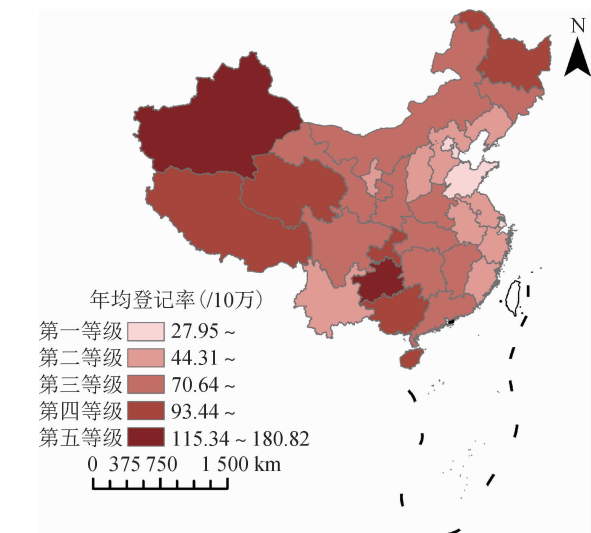 N
年均登记率(/10万)
第一等级 27.95～
第二等级 44.31～
第三等级 70.64～
第四等级 93.44～
第五等级 115.34～180.82
0 375 750 1 500 km